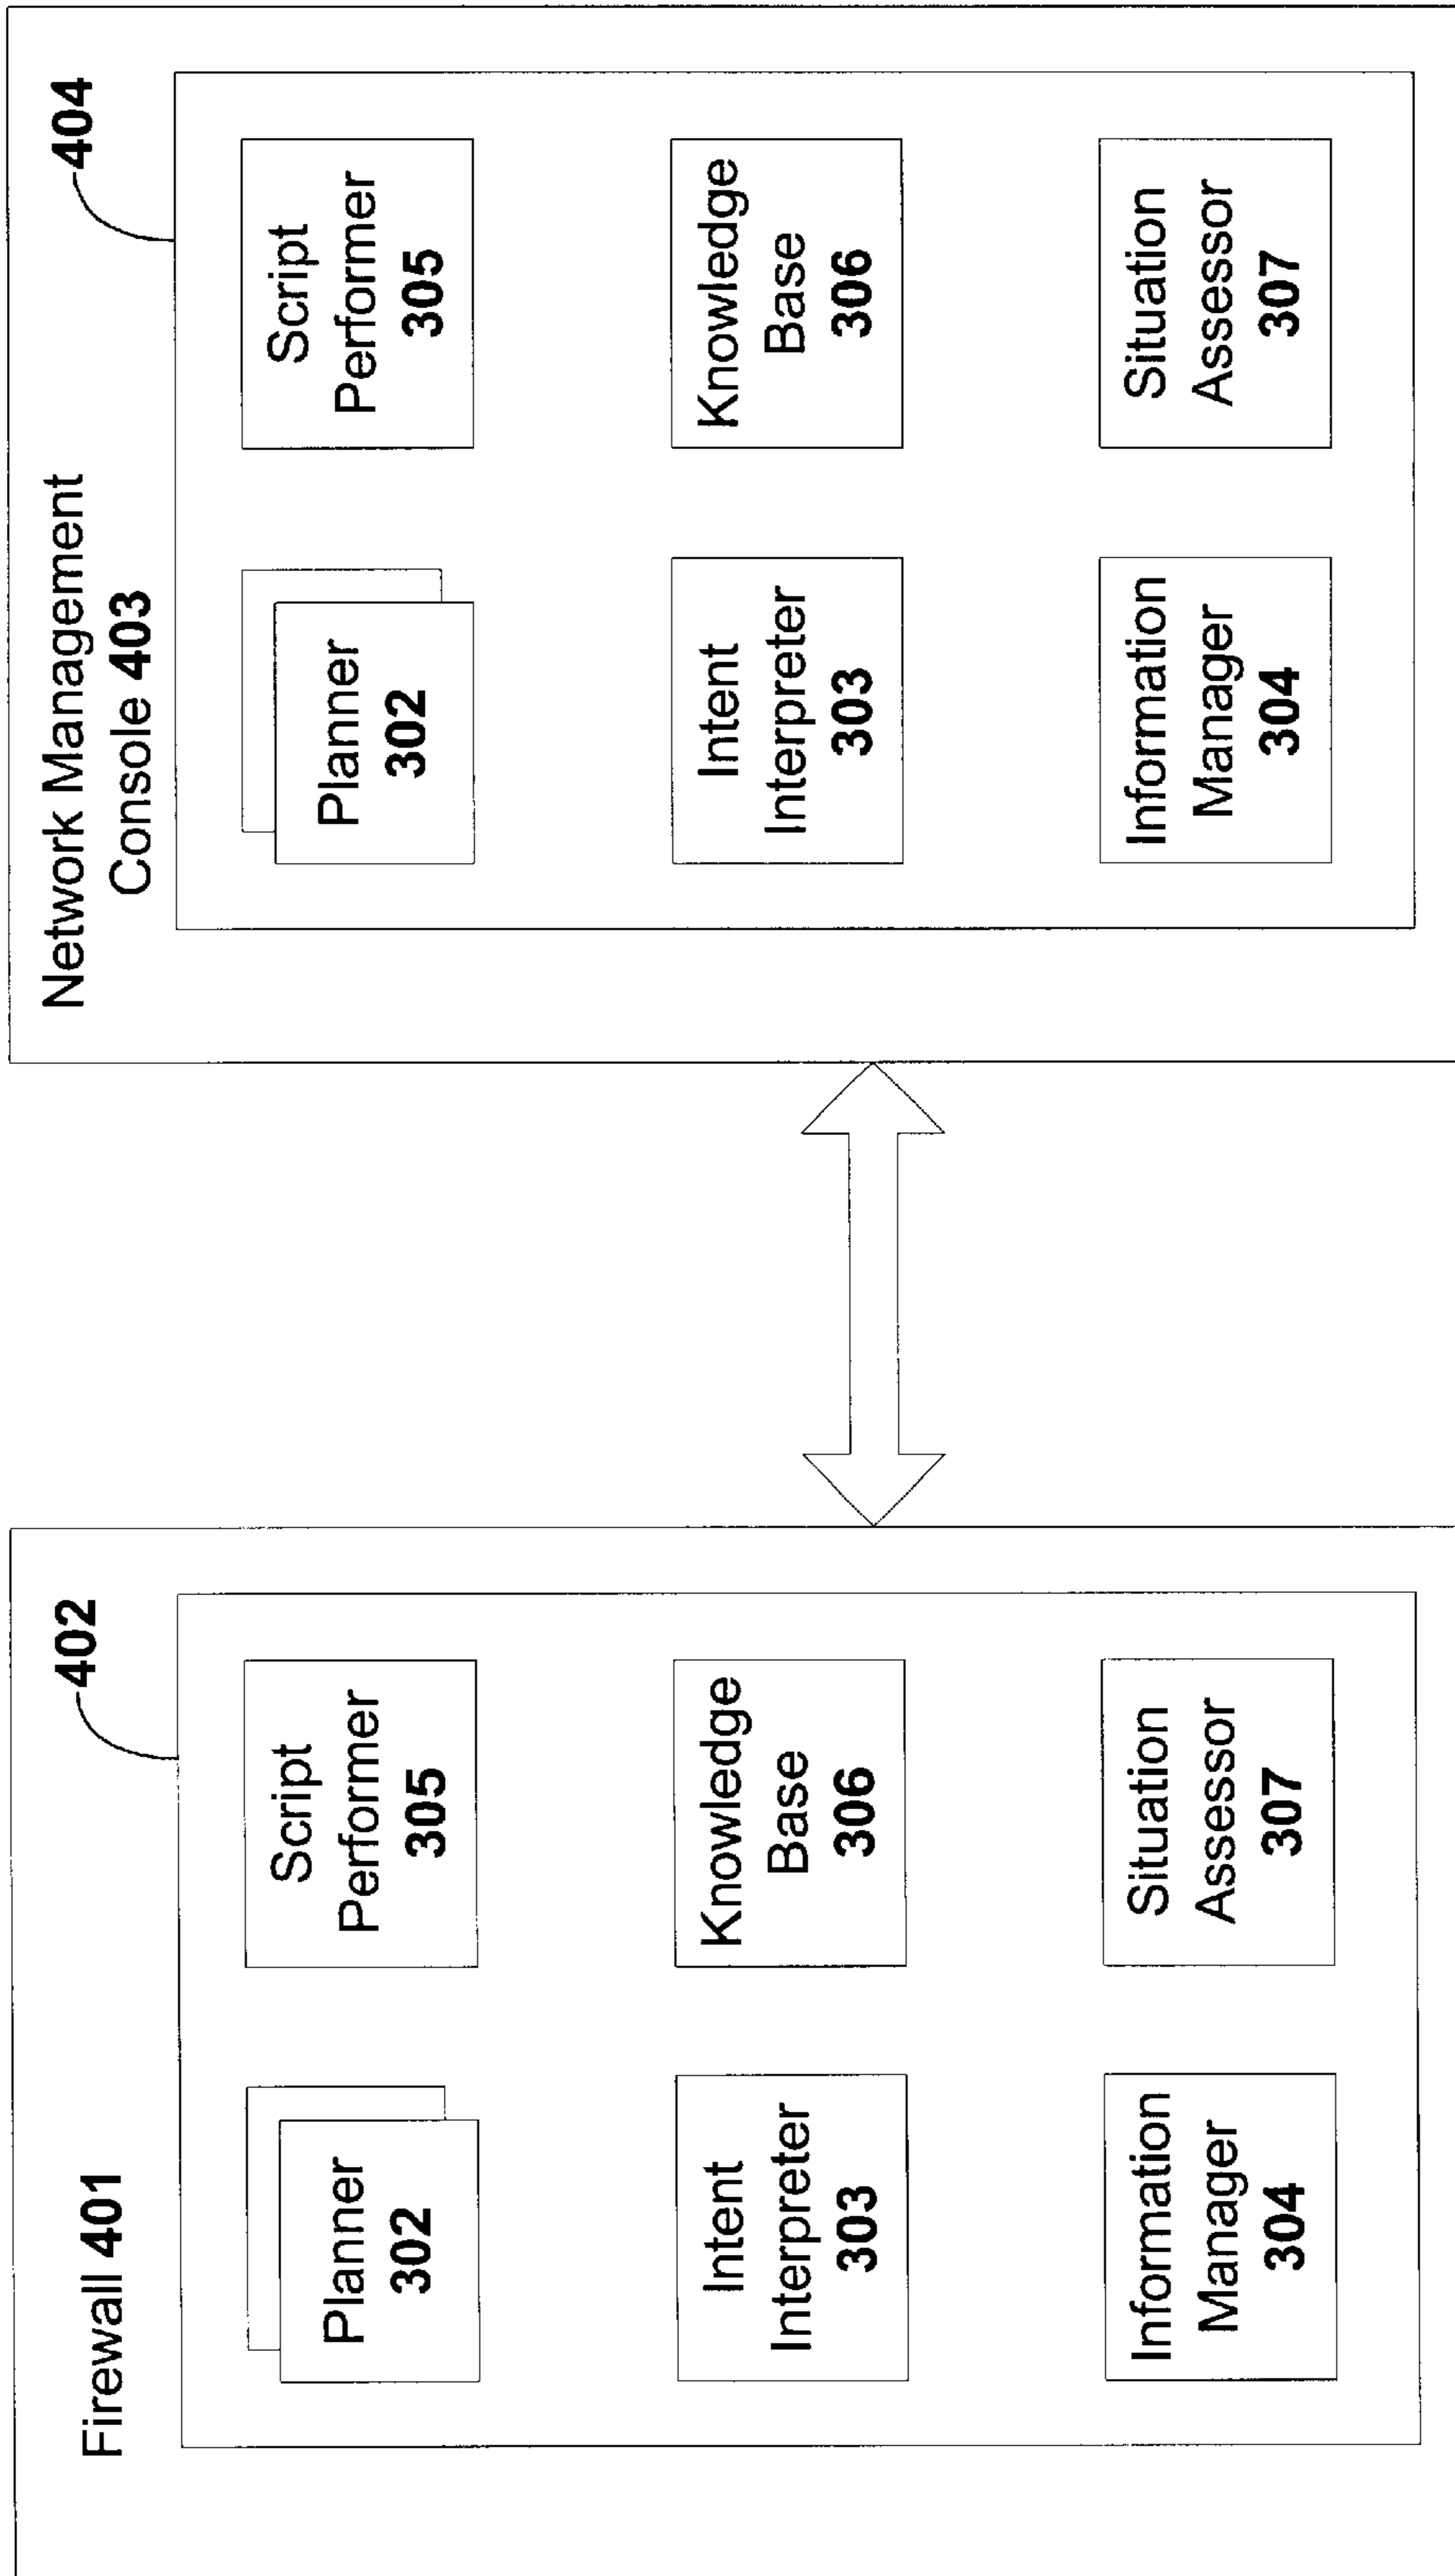 Firewall 401
402
Planner
302
Script
Performer
305
Intent
Interpreter
303
Knowledge
Base
306
Information
Manager
304
Situation
Assessor
307
Network Management
Console 403
404
Planner
302
Script
Performer
305
Intent
Interpreter
303
Knowledge
Base
306
Information
Manager
304
Situation
Assessor
307